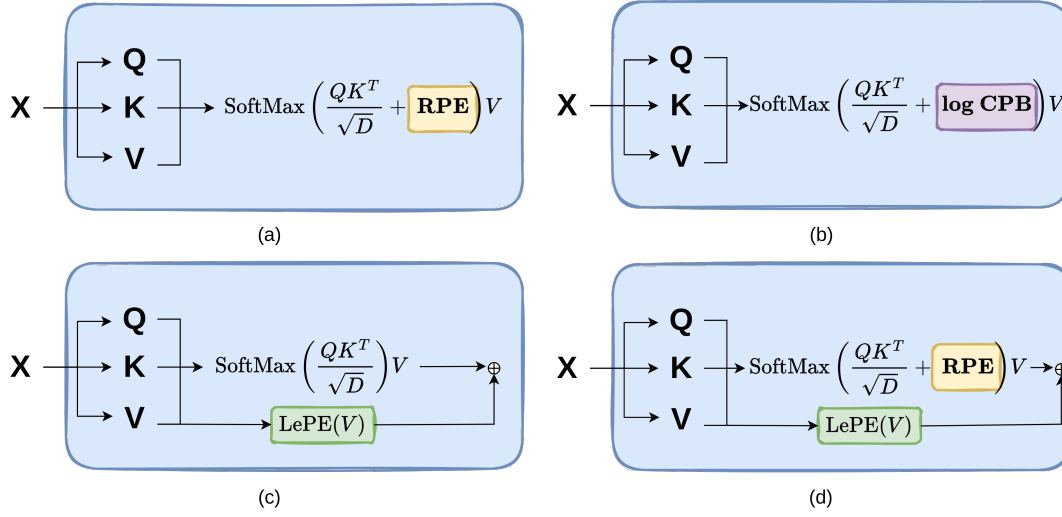 Q
X K SoftMax(QK^T/√D + RPE)V
V
(a)
Q
X K SoftMax(QK^T/√D + log CPB)V
V
(b)
Q
X K SoftMax(QK^T/√D)V ⊕
V LePE(V)
(c)
Q
X K SoftMax(QK^T/√D + RPE)V ⊕
V LePE(V)
(d)